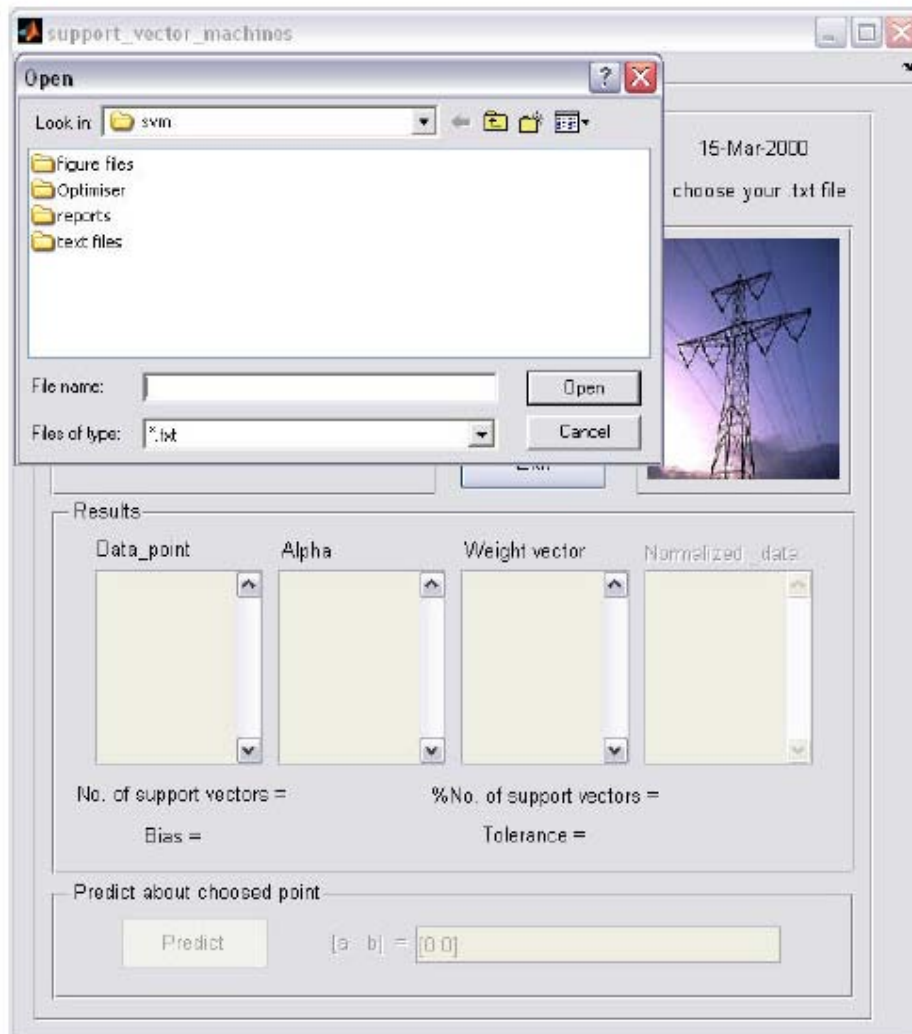 support_vector_machines
Open
Look in: svm
figure files
Optimiser
reports
text files
File name:
Open
Files of type: *.txt
Cancel
15-Mar-2000
choose your .txt file
Exit
Results
Data_point
Alpha
Weight vector
Normalized _data
No. of support vectors =
%No. of support vectors =
Bias =
Tolerance =
Predict about choosed point
Predict
[a b] = [0 0]